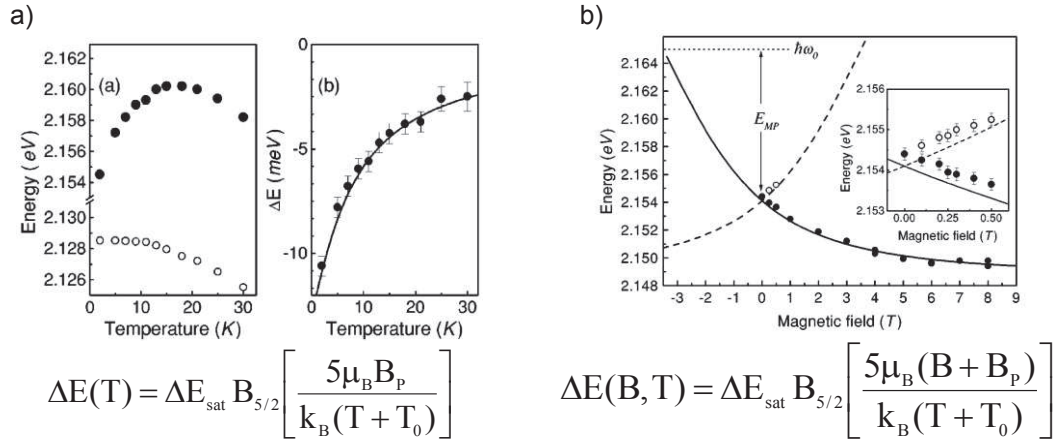 a)
(a)
2.162
2.160
2.158
2.156
2.154
2.130
2.128
2.126
Energy (eV)
0 10 20 30
Temperature (K)
(b)
0
-5
-10
ΔE (meV)
0 10 20 30
Temperature (K)
ΔE(T) = ΔE_sat B_5/2 [ 5μ_B B_P / k_B (T + T_0) ]
b)
2.164
2.162
2.160
2.158
2.156
2.154
2.152
2.150
2.148
Energy (eV)
ħω_0
E_MP
-3 -2 -1 0 1 2 3 4 5 6 7 8 9
Magnetic field (T)
2.156
2.155
2.154
2.153
Energy (eV)
0.00 0.25 0.50
Magnetic field (T)
ΔE(B, T) = ΔE_sat B_5/2 [ 5μ_B (B + B_P) / k_B (T + T_0) ]